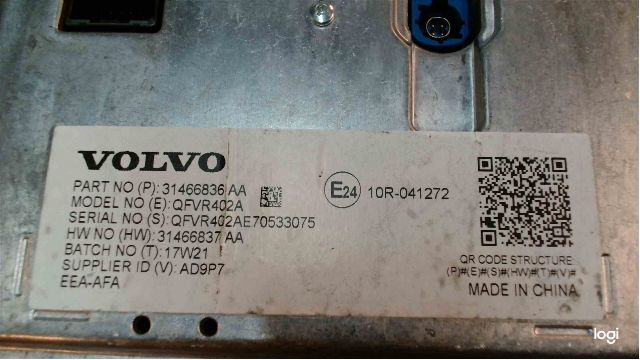 VOLVO
PART NO (P): 31466836 AA
MODEL NO (E): QFVR402A
SERIAL NO (S): QFVR402AE70533075
HW NO (HW): 31466837 AA
BATCH NO (T): 17W21
SUPPLIER ID (V): AD9P7
EEA-AFA
E24 10R-041272
QR CODE STRUCTURE
(P)#(E)#(S)#(HW)#(T)#(V)#
MADE IN CHINA
logi